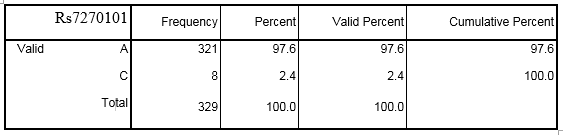 Rs7270101 Frequency Percent Valid Percent Cumulative Percent
Valid A 321 97.6 97.6 97.6
C 8 2.4 2.4 100.0
Total 329 100.0 100.0